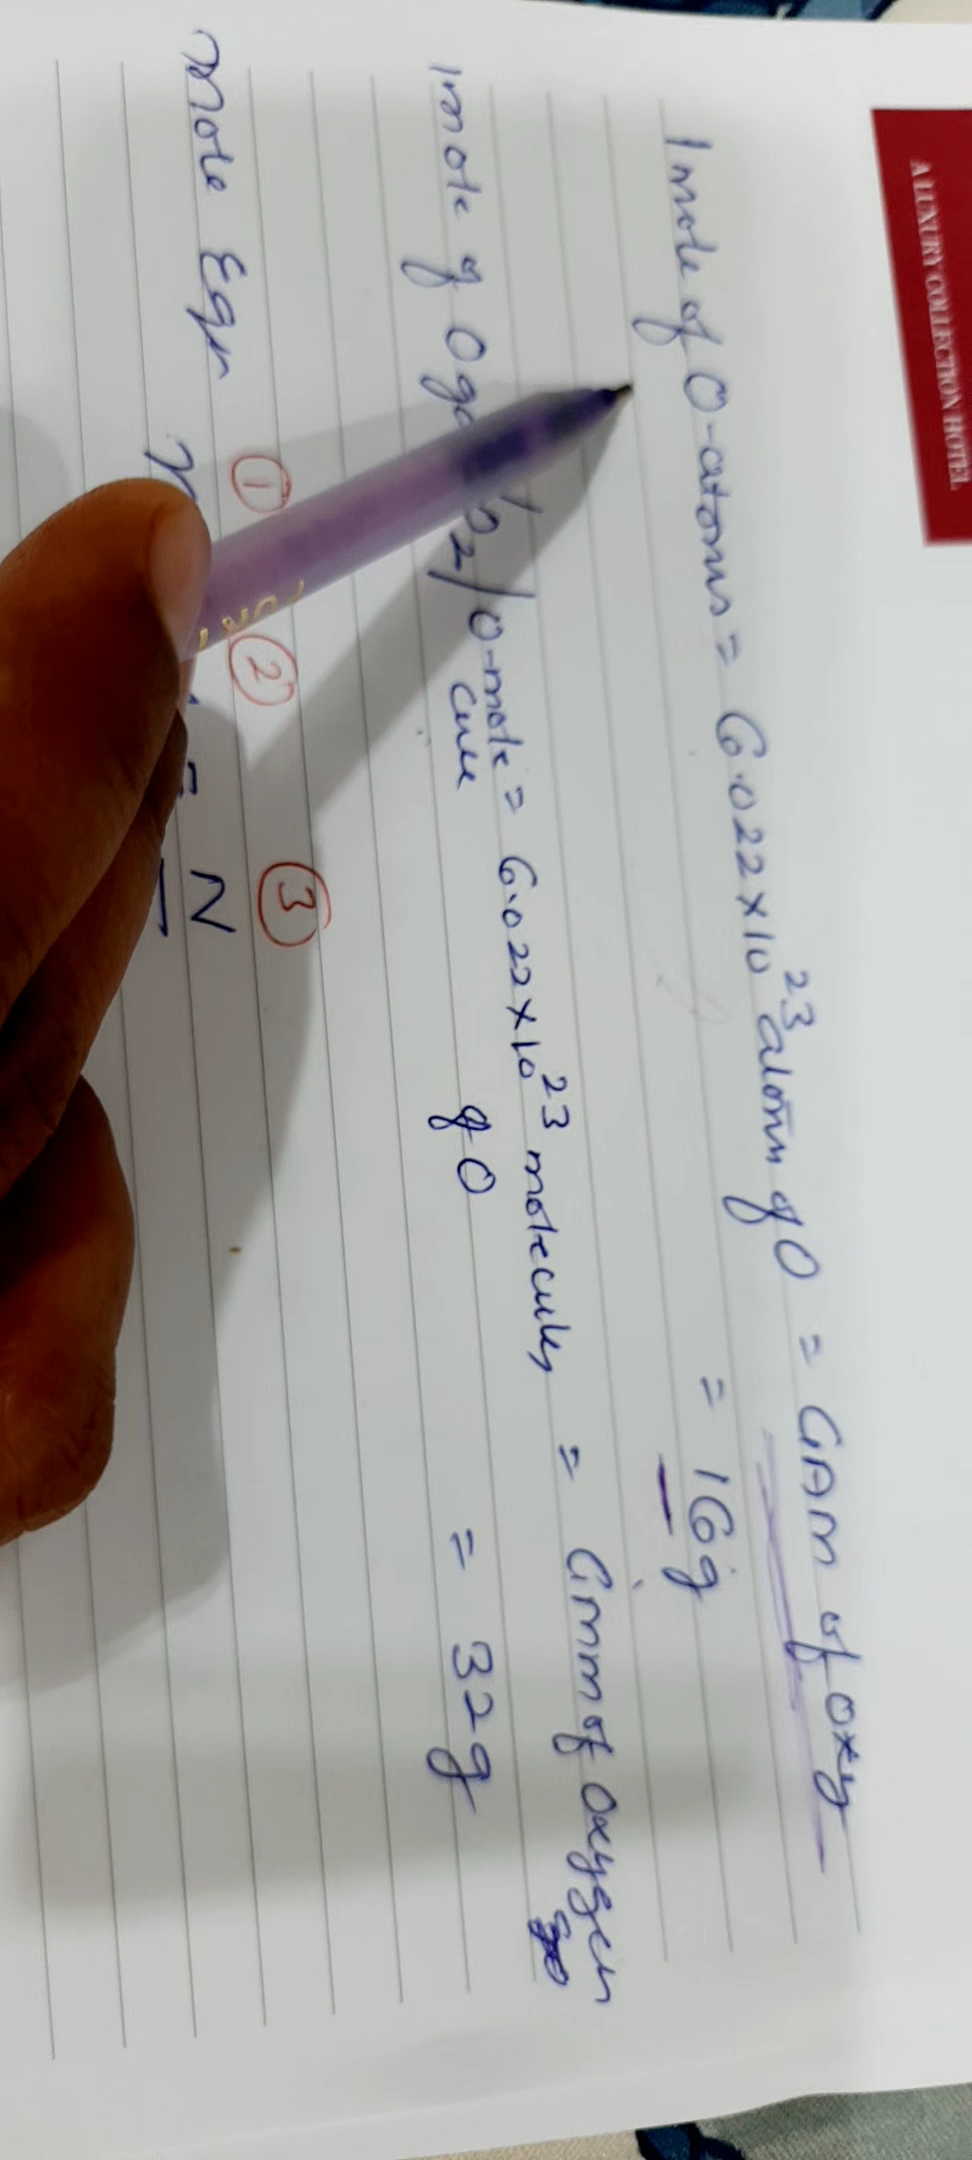 A LUXURY COLLECTION HOTEL
1 mole of O-atoms = 6.022×10²³ atoms of O = GAM of oxy
= 16g
1 mole of O /O₂/O-mole = 6.022×10²³ molecules = GMM of oxygen
cule of O = 32g
① ② ③
Mole Eqn = N